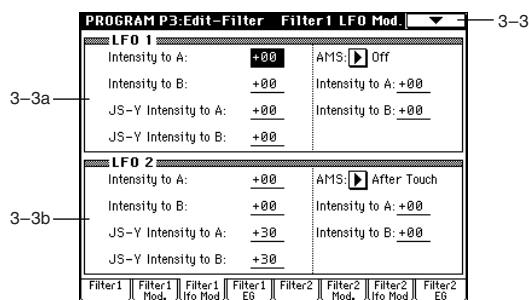 PROGRAM P3:Edit-Filter Filter1 LFO Mod.
3–3
LFO 1
Intensity to A: +00 AMS: Off
Intensity to B: +00 Intensity to A: +00
3–3a
JS-Y Intensity to A: +00 Intensity to B: +00
JS-Y Intensity to B: +00
LFO 2
Intensity to A: +00 AMS: After Touch
Intensity to B: +00 Intensity to A: +00
3–3b
JS-Y Intensity to A: +30 Intensity to B: +00
JS-Y Intensity to B: +30
Filter1 Filter1 Mod. Filter1 lfo Mod Filter1 EG Filter2 Filter2 Mod. Filter2 lfo Mod Filter2 EG